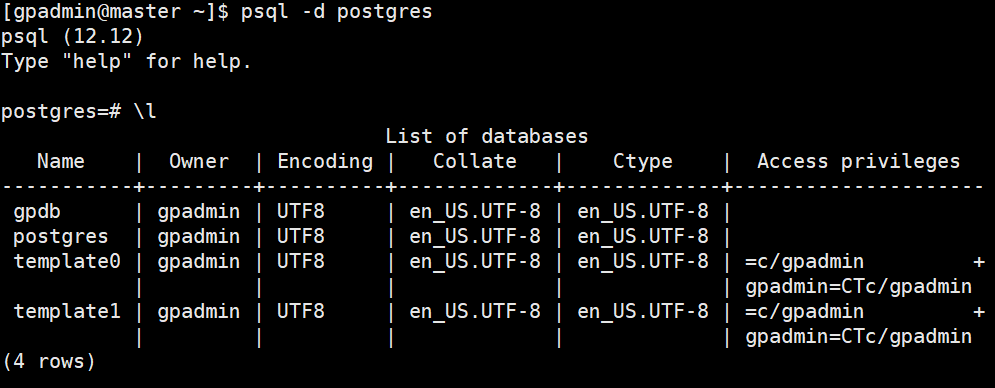 [gpadmin@master ~]$ psql -d postgres
psql (12.12)
Type "help" for help.

postgres=# \l
                                List of databases
   Name    |  Owner  | Encoding |   Collate   |    Ctype    |  Access privileges
-----------+---------+----------+-------------+-------------+---------------------
 gpdb      | gpadmin | UTF8     | en_US.UTF-8 | en_US.UTF-8 |
 postgres  | gpadmin | UTF8     | en_US.UTF-8 | en_US.UTF-8 |
 template0 | gpadmin | UTF8     | en_US.UTF-8 | en_US.UTF-8 | =c/gpadmin         +
           |         |          |             |             | gpadmin=CTc/gpadmin
 template1 | gpadmin | UTF8     | en_US.UTF-8 | en_US.UTF-8 | =c/gpadmin         +
           |         |          |             |             | gpadmin=CTc/gpadmin
(4 rows)